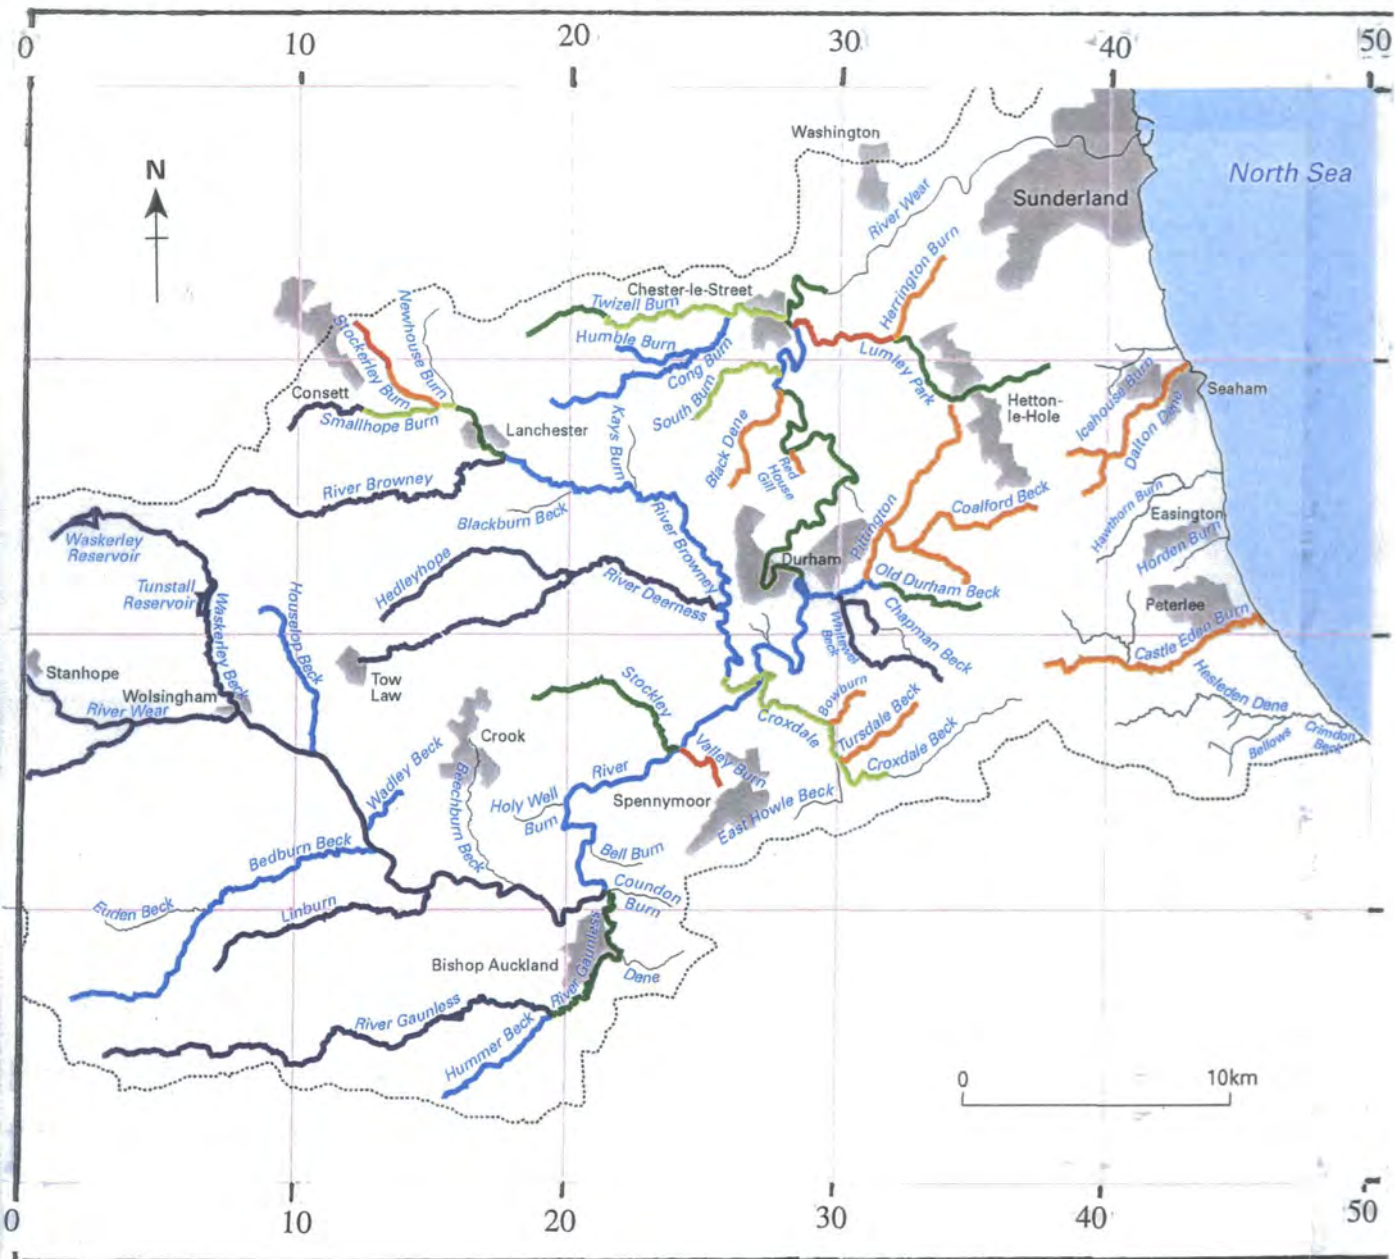 0
10
20
30
40
50
Washington
North Sea
N
River Wear
Sunderland
Herrington Burn
Chester-le-Street
Twizell Burn
Newhouse Burn
Stockerley Burn
Humble Burn
Lumley Park
Cong Burn
Icehouse Burn
Seaham
Consett
South Burn
Hetton-
le-Hole
Dalton Dene
Smallhope Burn
Lanchester
Kays Burn
Black Dene
Red
House
Gill
River Browney
Coalford Beck
Hawthorn Burn
Blackburn Beck
Easington
River Browney
Pittington
Waskerley
Reservoir
Horden Burn
Durham
Hedleyhope
Tunstall
Reservoir
River Deerness
Old Durham Beck
Waskerley Beck
Houselop Beck
Peterlee
Chapman Beck
Whitewell
Beck
Castle Eden Burn
Stanhope
Tow
Law
Wolsingham
Hesleden Dene
River Wear
Stockley
Bowburn
Croxdale
Tursdale Beck
Crook
Crimdon
Beck
Bellows
Wadley Beck
Valley Burn
Croxdale Beck
River
Beechburn Beck
Holy Well
Burn
Spennymoor
East Howle Beck
Bedburn Beck
Bell Burn
Coundon
Burn
Euden Beck
Linburn
River Gaunless
Bishop Auckland
Dene
River Gaunless
Hummer Beck
0
10km
0
10
20
30
40
50